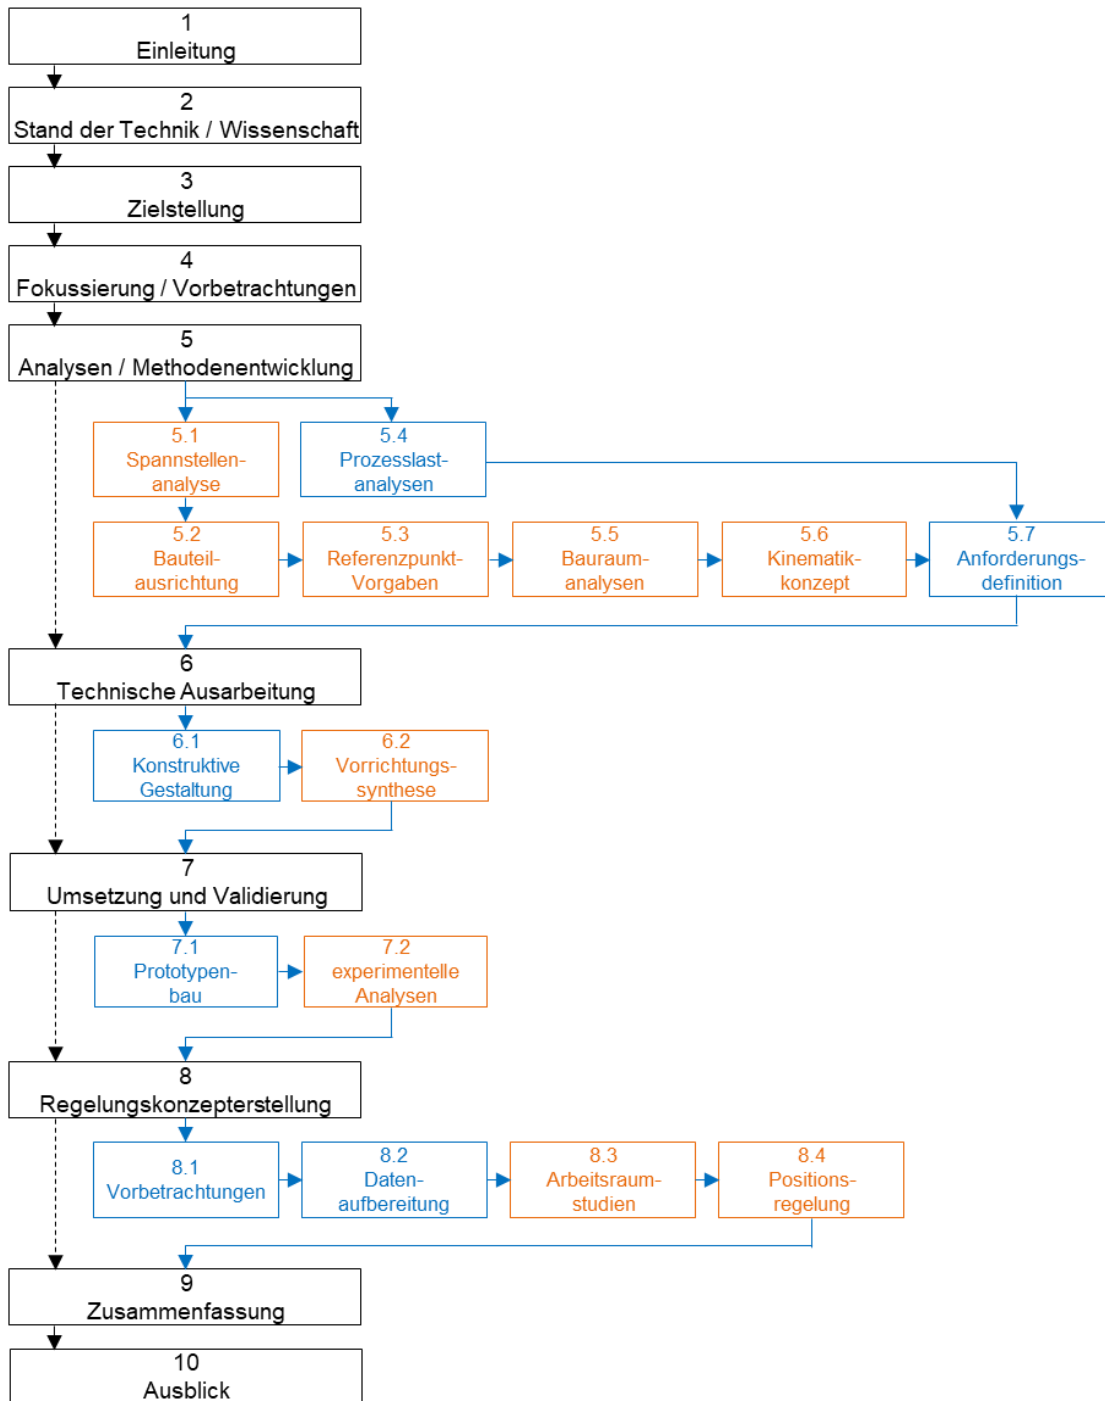 1
Einleitung
2
Stand der Technik / Wissenschaft
3
Zielstellung
4
Fokussierung / Vorbetrachtungen
5
Analysen / Methodenentwicklung
5.1
Spannstellen-
analyse
5.4
Prozesslast-
analysen
5.2
Bauteil-
ausrichtung
5.3
Referenzpunkt-
Vorgaben
5.5
Bauraum-
analysen
5.6
Kinematik-
konzept
5.7
Anforderungs-
definition
6
Technische Ausarbeitung
6.1
Konstruktive
Gestaltung
6.2
Vorrichtungs-
synthese
7
Umsetzung und Validierung
7.1
Prototypen-
bau
7.2
experimentelle
Analysen
8
Regelungskonzepterstellung
8.1
Vorbetrachtungen
8.2
Daten-
aufbereitung
8.3
Arbeitsraum-
studien
8.4
Positions-
regelung
9
Zusammenfassung
10
Ausblick